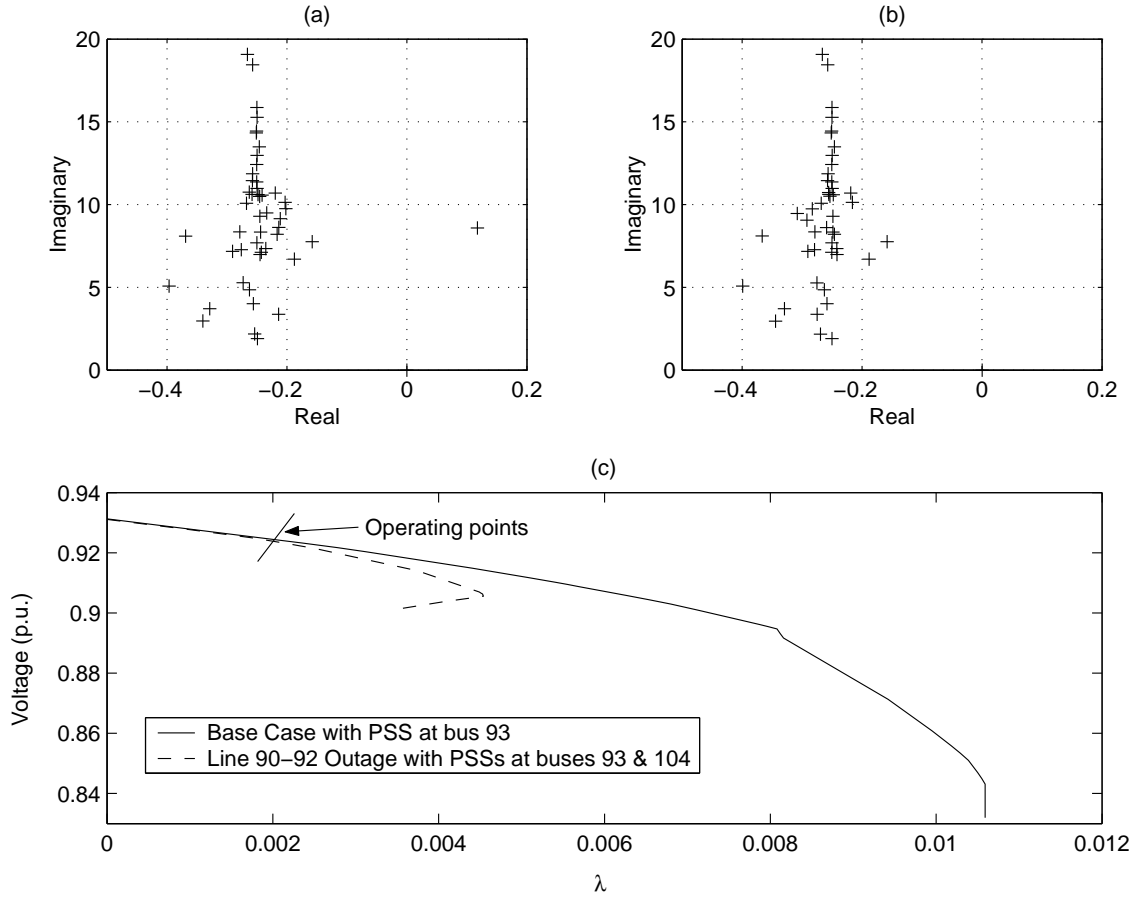 (a)
(b)
20
15
10
5
0
−0.4
−0.2
0
0.2
Real
Imaginary
20
15
10
5
0
−0.4
−0.2
0
0.2
Real
Imaginary
(c)
0.94
0.92
0.9
0.88
0.86
0.84
0
0.002
0.004
0.006
0.008
0.01
0.012
λ
Voltage (p.u.)
Operating points
Base Case with PSS at bus 93
Line 90−92 Outage with PSSs at buses 93 & 104